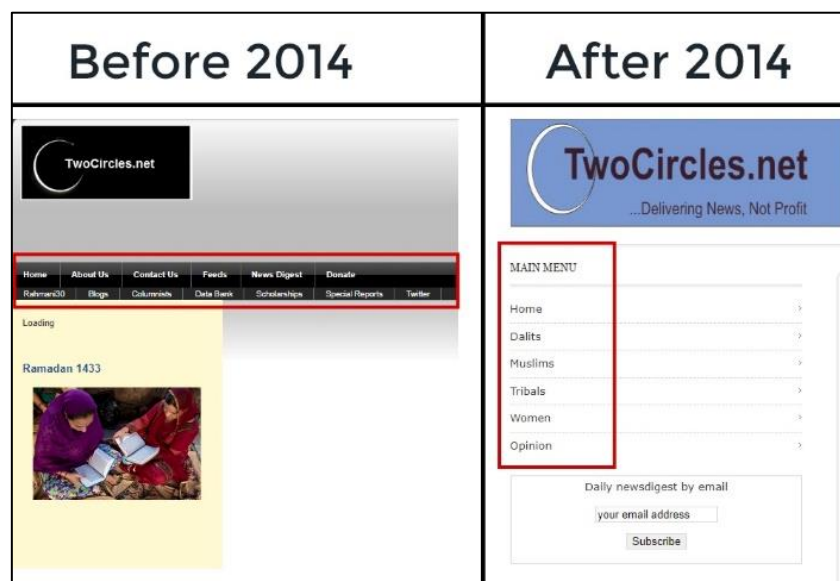 Before 2014
After 2014
TwoCircles.net
Home About Us Contact Us Feeds News Digest Donate
Rahmani30 Blogs Columnists Data Bank Scholarships Special Reports Twitter
Loading
Ramadan 1433
TwoCircles.net
...Delivering News, Not Profit
MAIN MENU
Home
Dalits
Muslims
Tribals
Women
Opinion
Daily newsdigest by email
your email address
Subscribe